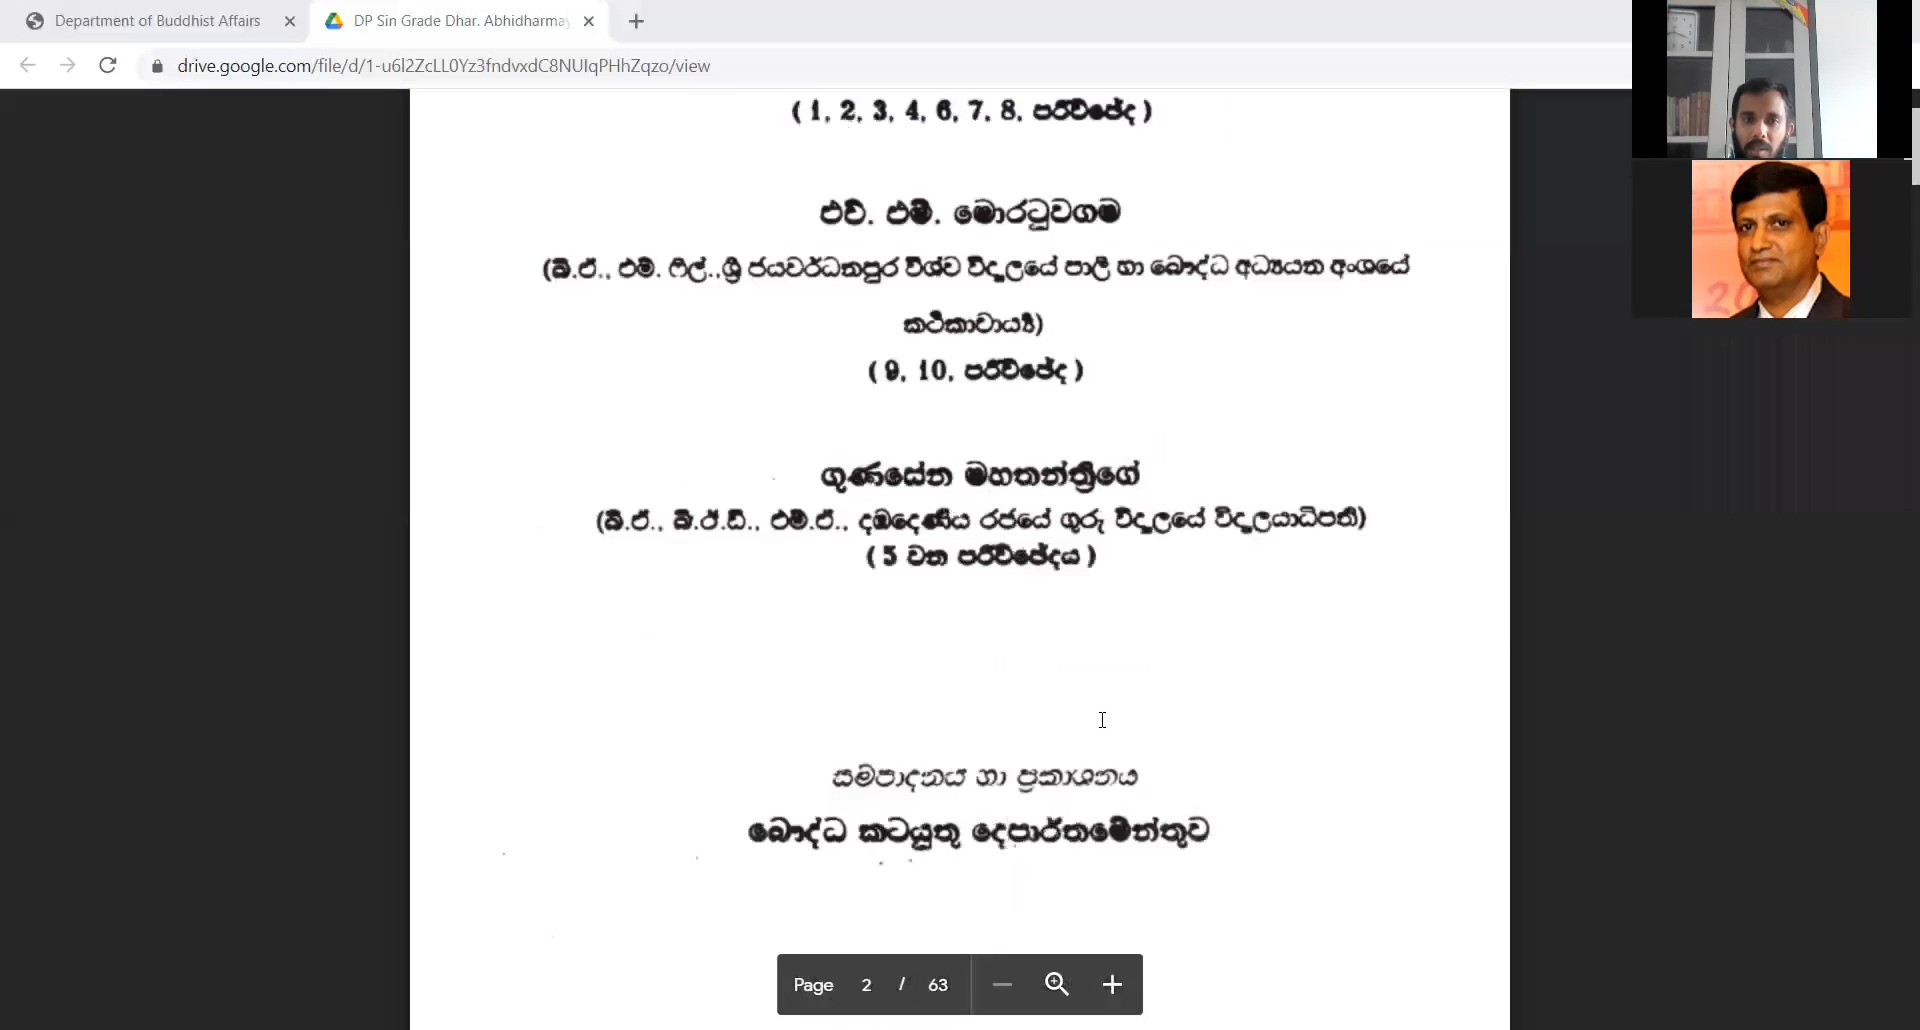 Department of Buddhist Affairs
DP Sin Grade Dhar. Abhidharma
drive.google.com/file/d/1-u6l2ZcLL0Yz3fndvxdC8NUIqPHhZqzo/view
( 1, 2, 3, 4, 6, 7, 8, පරිච්ඡේද )
එච්. එම්. මොරටුවගම
(බී.ඒ., එම්. ෆිල්.,ශ්‍රී ජයවර්ධනපුර විශ්ව විද්‍යාලයේ පාලි හා බෞද්ධ අධ්‍යයන අංශයේ
කථිකාචාර්ය්‍ය)
( 9, 10, පරිච්ඡේද )
ගුණසේන මහතන්ත්‍රිගේ
(බී.ඒ., බී.ඊ.ඩී., එම්.ඒ., දඹදෙණිය රජයේ ගුරු විද්‍යාලයේ විද්‍යාලයාධිපති)
( 5 වන පරිච්ඡේදය )
සම්පාදනය හා ප්‍රකාශනය
බෞද්ධ කටයුතු දෙපාර්තමේන්තුව
Page 2 / 63